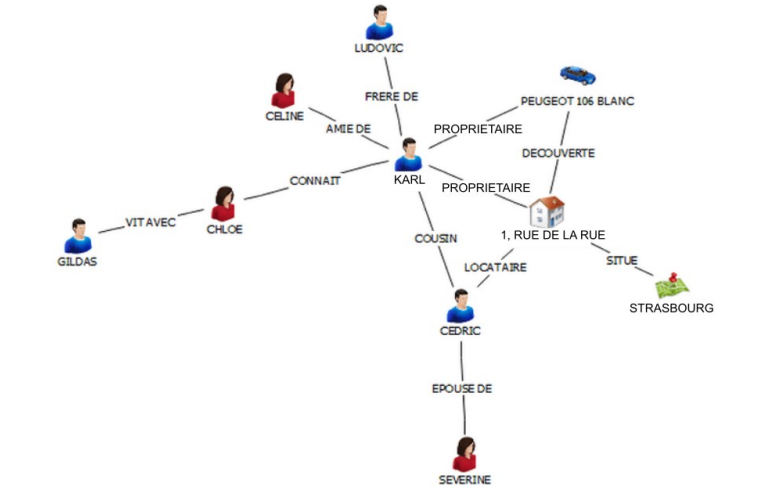 LUDOVIC
FRERE DE
PEUGEOT 106 BLANC
CELINE
AMIE DE
PROPRIETAIRE
DECOUVERTE
KARL
CONNAIT
PROPRIETAIRE
VIT AVEC
CHLOE
1, RUE DE LA RUE
COUSIN
GILDAS
LOCATAIRE
SITUE
STRASBOURG
CEDRIC
EPOUSE DE
SEVERINE